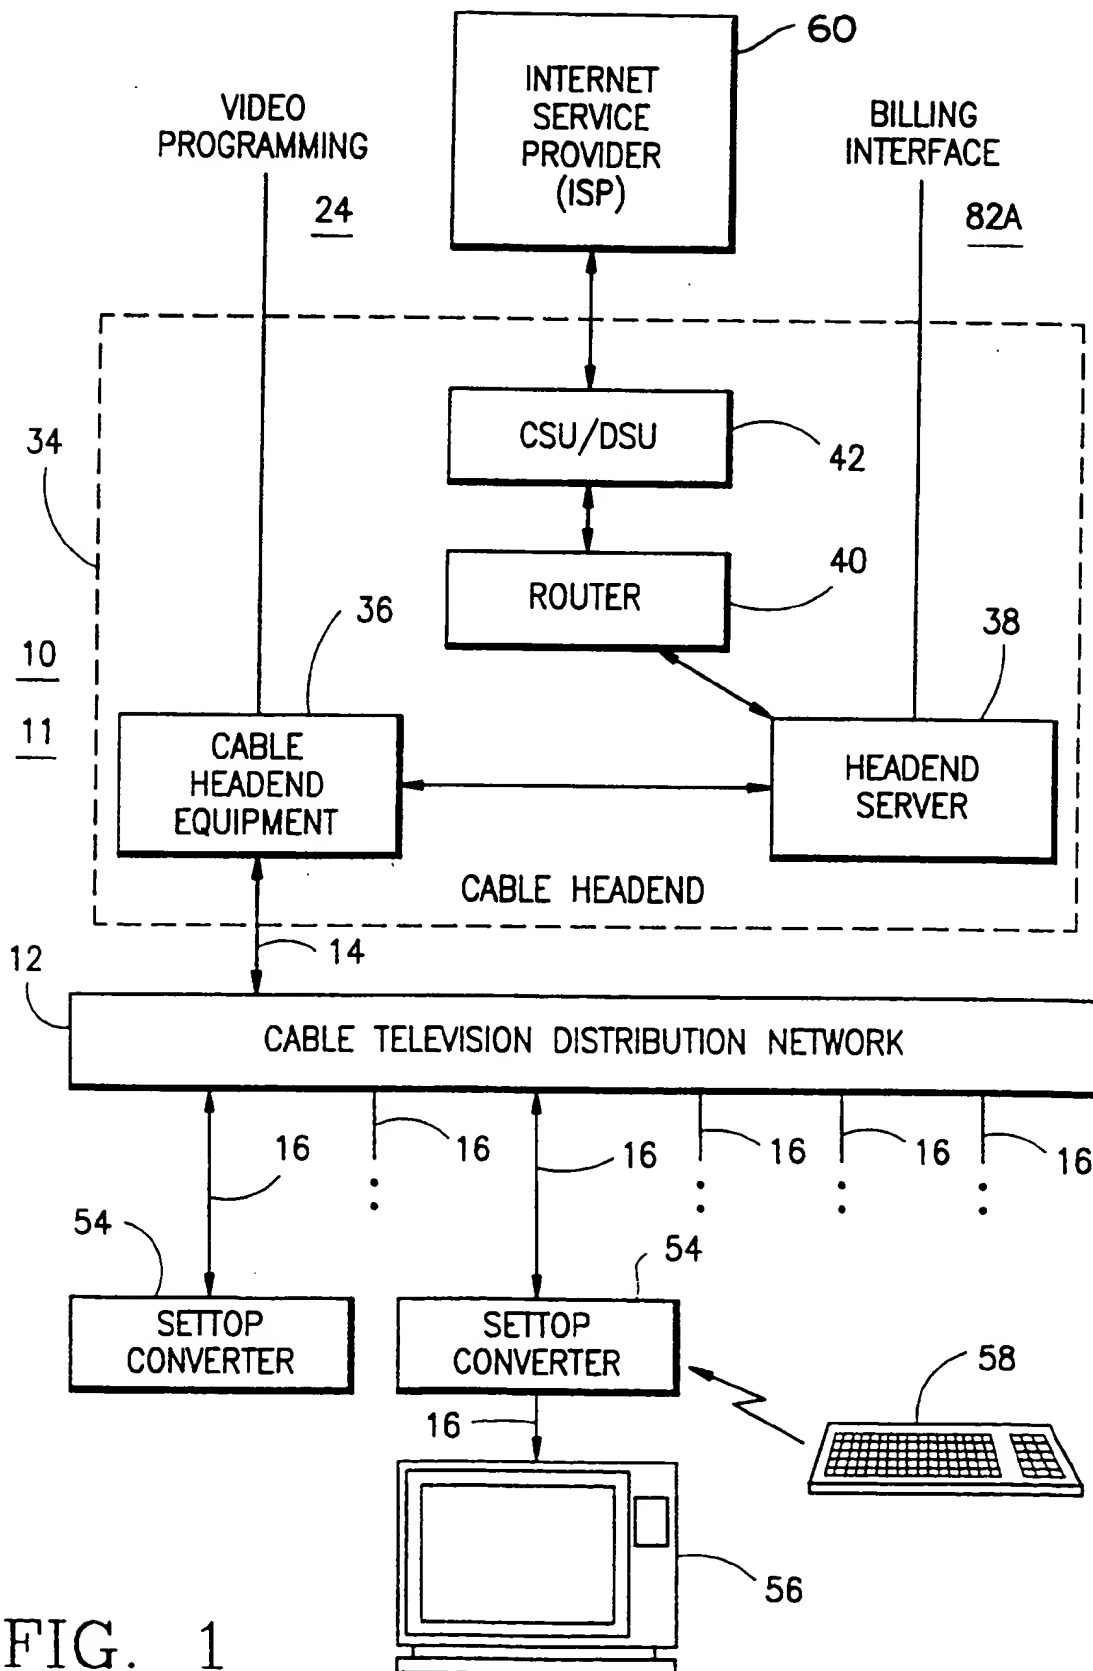 60
INTERNET
SERVICE
PROVIDER
(ISP)
VIDEO
PROGRAMMING
24
BILLING
INTERFACE
82A
34
CSU/DSU
42
ROUTER
40
36
38
10
11
CABLE
HEADEND
EQUIPMENT
HEADEND
SERVER
CABLE HEADEND
14
12
CABLE TELEVISION DISTRIBUTION NETWORK
16
16
16
16
16
16
54
54
SETTOP
CONVERTER
SETTOP
CONVERTER
58
16
56
FIG. 1